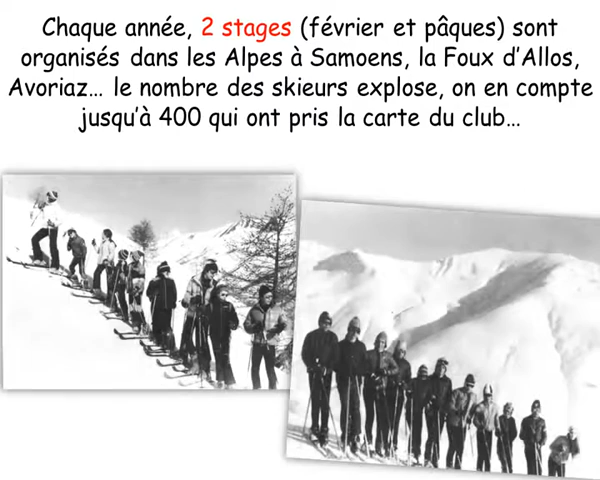 Chaque année, 2 stages (février et pâques) sont
organisés dans les Alpes à Samoens, la Foux d’Allos,
Avoriaz… le nombre des skieurs explose, on en compte
jusqu’à 400 qui ont pris la carte du club…